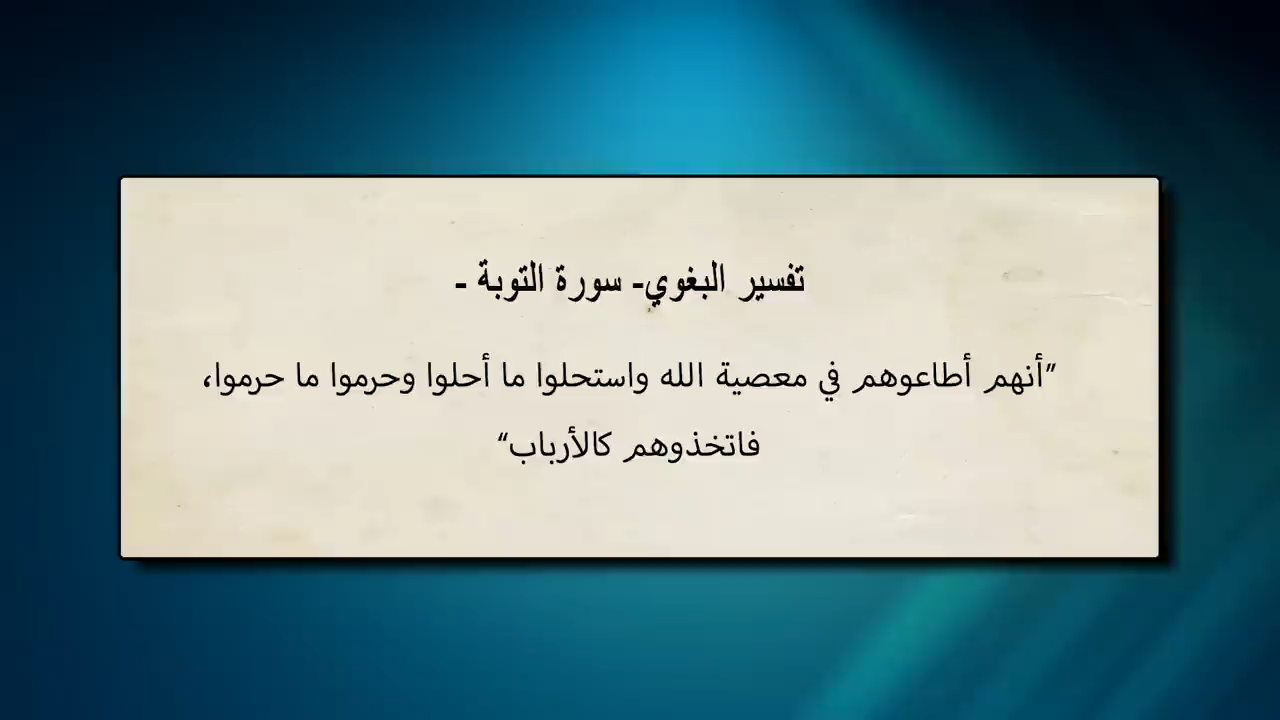 تفسير البغوي- سورة التوبة -
”أنهم أطاعوهم في معصية الله واستحلوا ما أحلوا وحرموا ما حرموا،
فاتخذوهم كالأرباب“